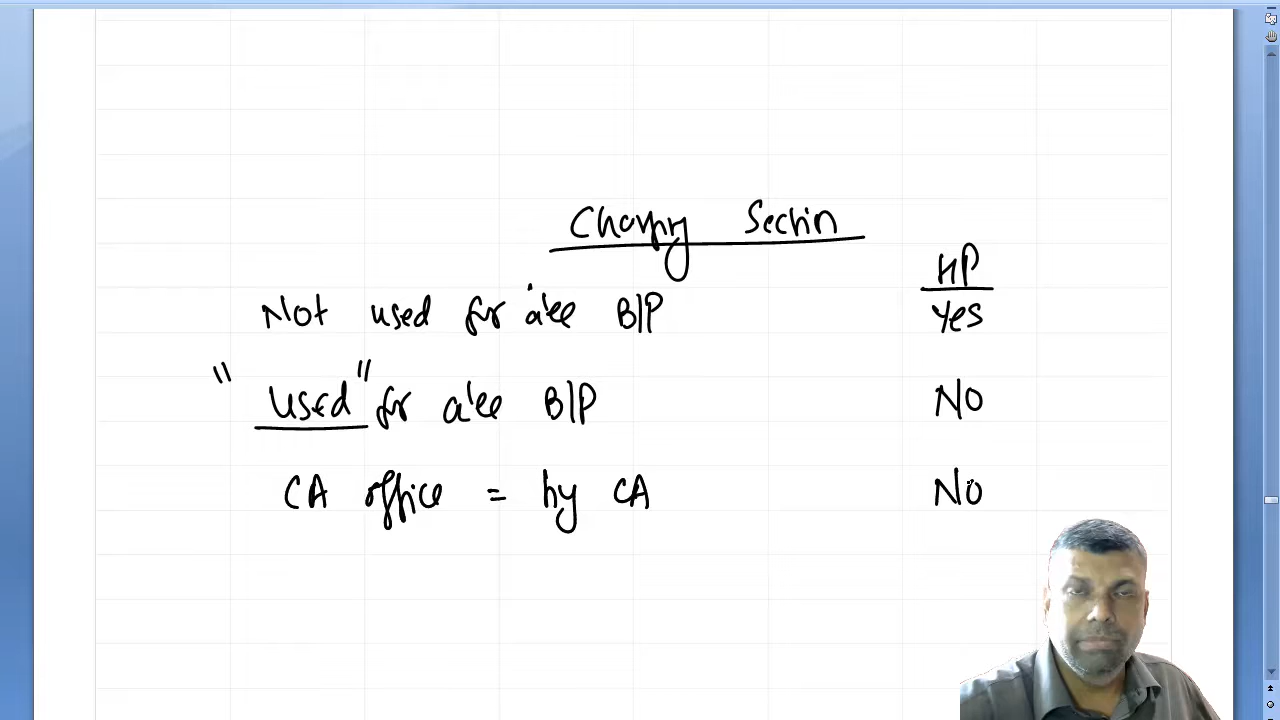 Charging Section
HP
Not used for a'ee B/P Yes
"used" for a'ee B/P No
CA office = by CA No